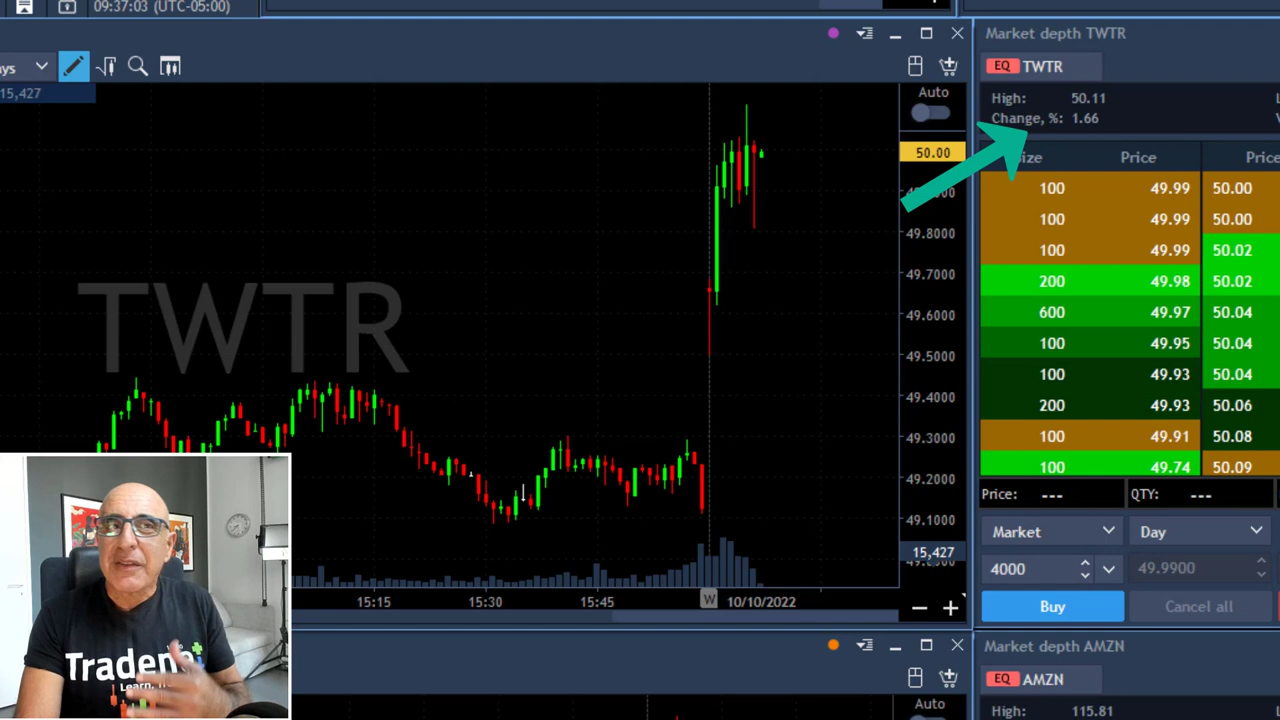 09:37:03 (UTC-05:00)
Market depth TWTR
ays
EQ TWTR
15,427
Auto
High: 50.11
Change, %: 1.66
50.00
Price Price
100 49.99 50.00
100 49.99 50.00
49.8000
100 49.99 50.02
49.7000
200 49.98 50.02
TWTR
49.6000
600 49.97 50.04
49.5000
100 49.95 50.04
100 49.93 50.04
49.4000
200 49.93 50.06
49.3000
100 49.91 50.08
49.2000
100 49.74 50.09
Price: --- QTY: ---
49.1000
Market Day
15,427
4000 49.9900
15:15 15:30 15:45 W 10/10/2022
Buy Cancel all
Market depth AMZN
EQ AMZN
Auto
High: 115.81